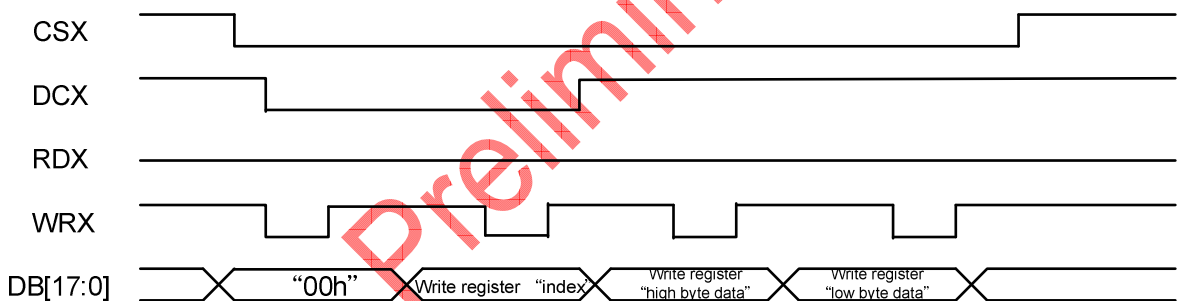 CSX
DCX
RDX
WRX
DB[17:0]
“00h”
Write register “index”
Write register
“high byte data”
Write register
“low byte data”
Prelimin